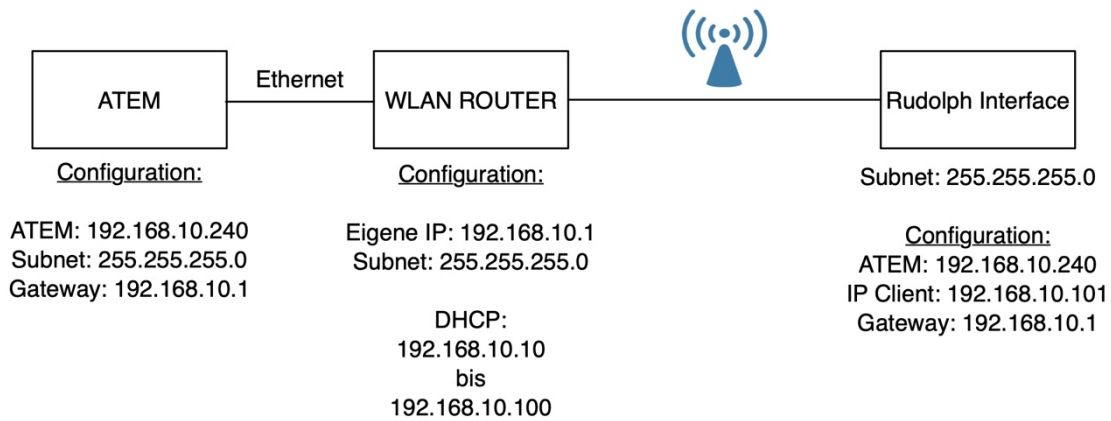 Ethernet
ATEM
WLAN ROUTER
Rudolph Interface
Configuration:
ATEM: 192.168.10.240
Subnet: 255.255.255.0
Gateway: 192.168.10.1
Configuration:
Eigene IP: 192.168.10.1
Subnet: 255.255.255.0
DHCP:
192.168.10.10
bis
192.168.10.100
Subnet: 255.255.255.0
Configuration:
ATEM: 192.168.10.240
IP Client: 192.168.10.101
Gateway: 192.168.10.1